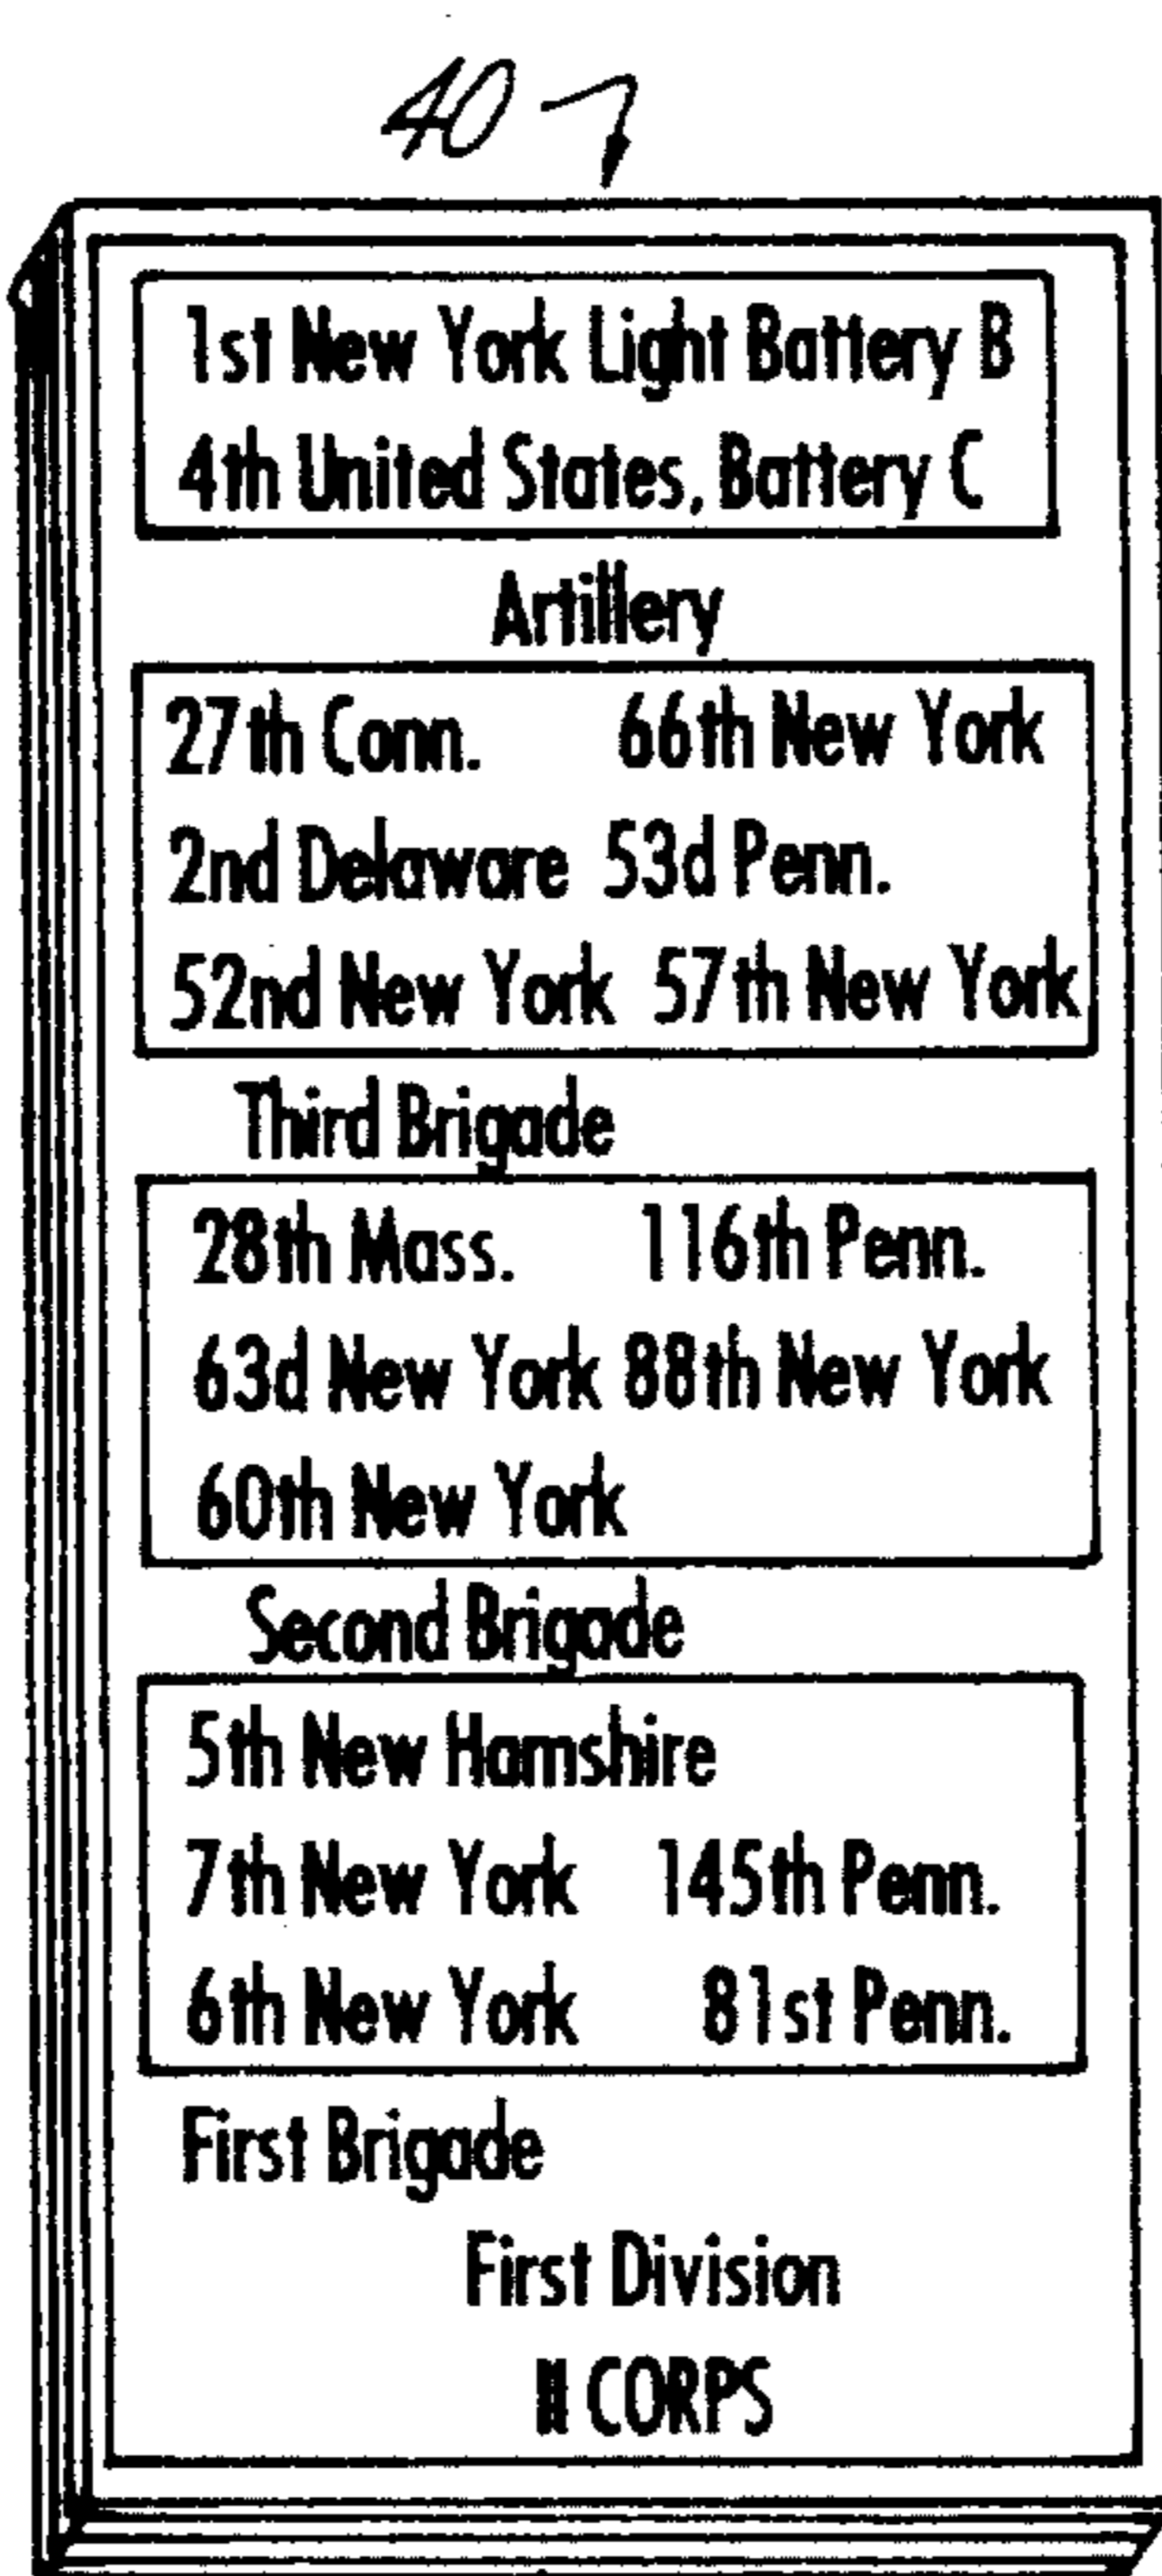 40
1st New York Light Battery B
4th United States, Battery C
Artillery
27th Conn. 66th New York
2nd Delaware 53d Penn.
52nd New York 57th New York
Third Brigade
28th Mass. 116th Penn.
63d New York 88th New York
60th New York
Second Brigade
5th New Hamshire
7th New York 145th Penn.
6th New York 81st Penn.
First Brigade
First Division
II CORPS